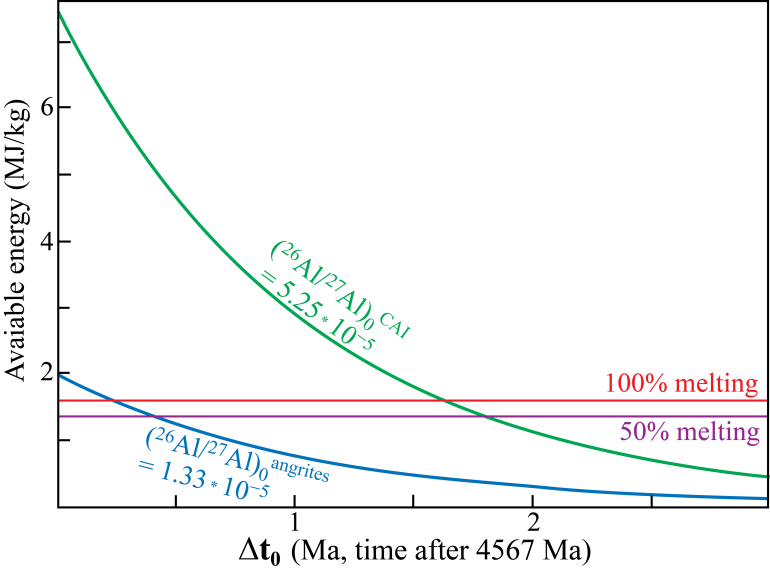 6
4
2
Avaiable energy (MJ/kg)
(²⁶Al/²⁷Al)₀ CAI
= 5.25 * 10⁻⁵
100% melting
50% melting
(²⁶Al/²⁷Al)₀ angrites
= 1.33 * 10⁻⁵
1
2
Δt₀ (Ma, time after 4567 Ma)